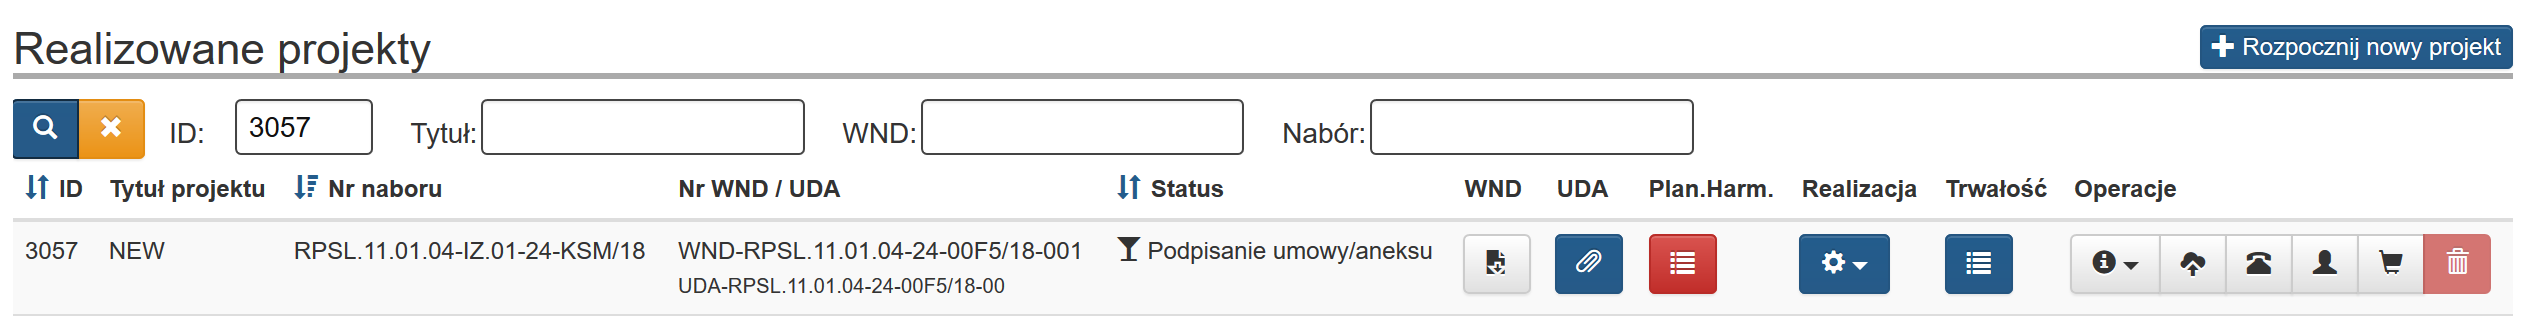 Realizowane projekty
Rozpocznij nowy projekt
ID: 3057 Tytuł: WND: Nabór:
ID Tytuł projektu Nr naboru Nr WND / UDA Status WND UDA Plan.Harm. Realizacja Trwałość Operacje
3057 NEW RPSL.11.01.04-IZ.01-24-KSM/18 WND-RPSL.11.01.04-24-00F5/18-001 Podpisanie umowy/aneksu
UDA-RPSL.11.01.04-24-00F5/18-00